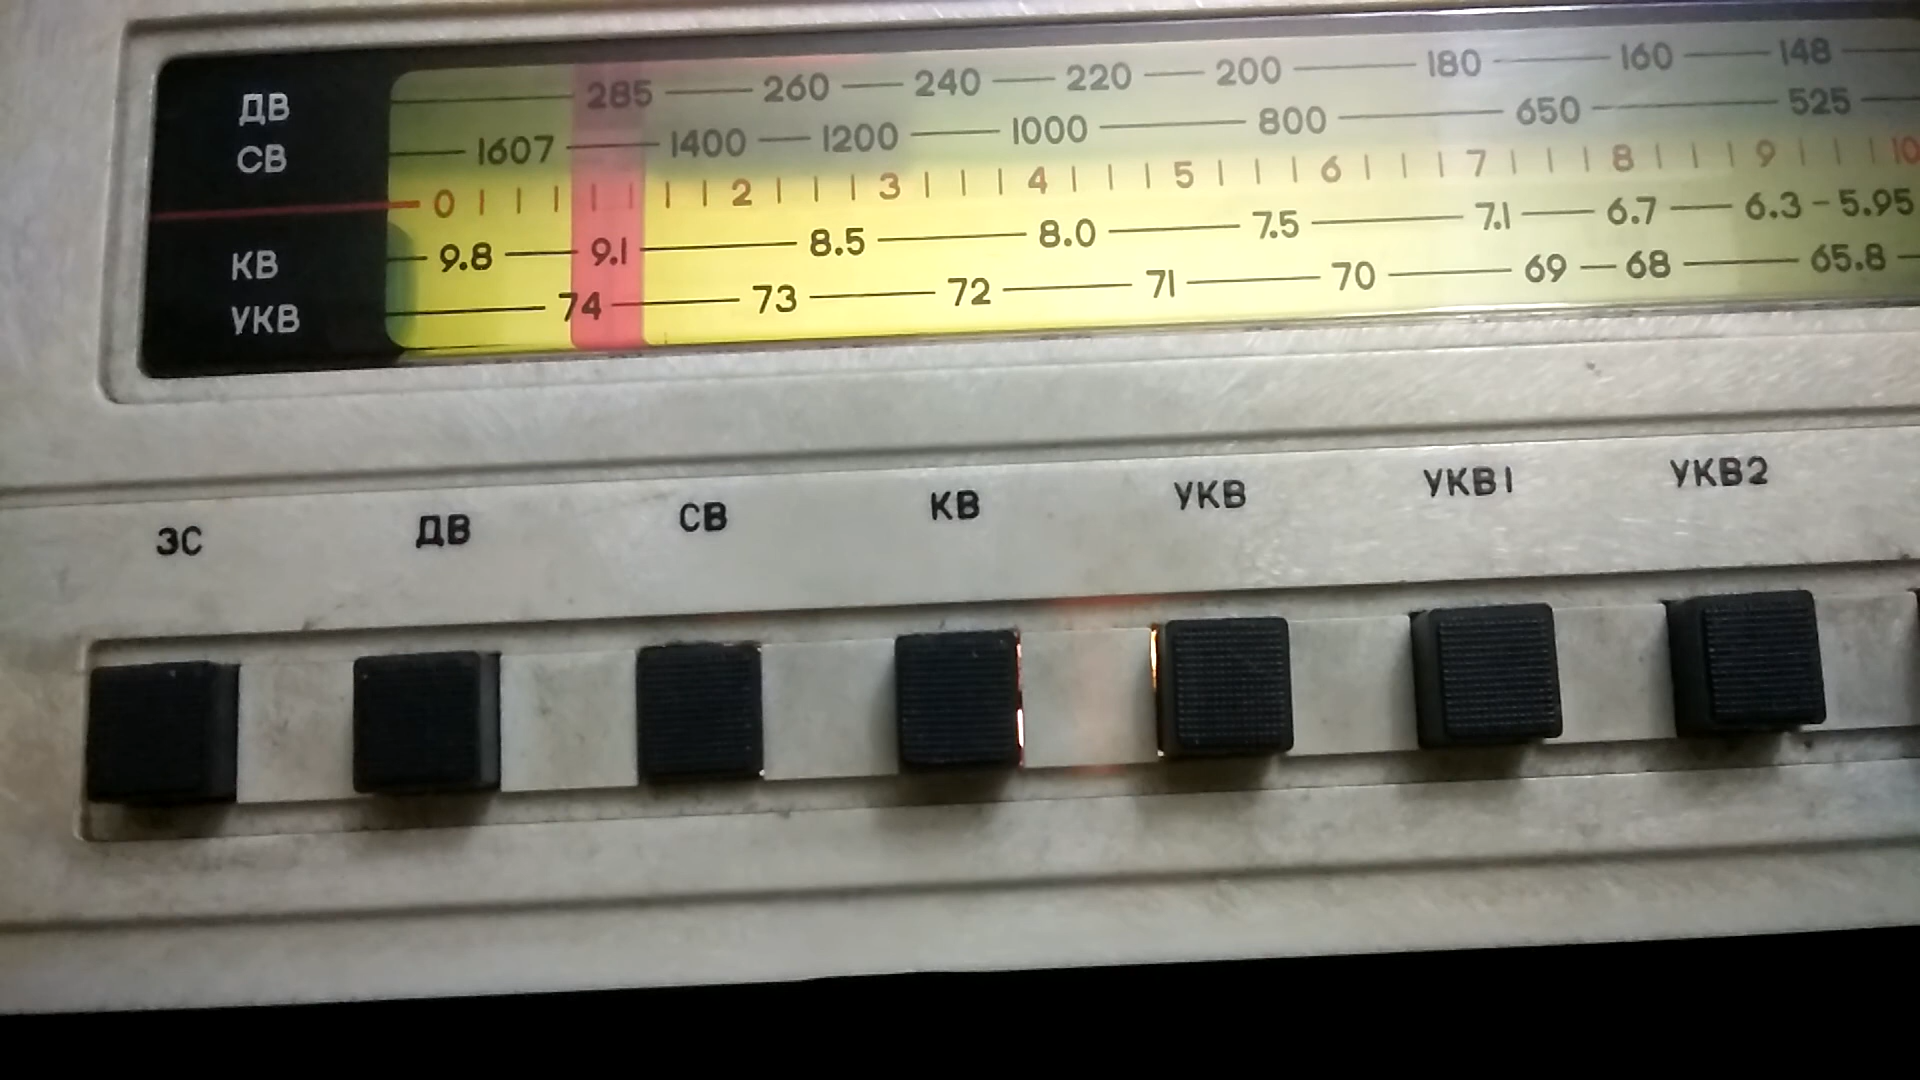 ДВ 285 260 240 220 200 180 160 148
СВ 1607 1400 1200 1000 800 650 525
0 2 3 4 5 6 7 8 9 10
КВ 9.8 9.1 8.5 8.0 7.5 7.1 6.7 6.3 - 5.95
УКВ 74 73 72 71 70 69 68 65.8
ЗС ДВ СВ КВ УКВ УКВ1 УКВ2